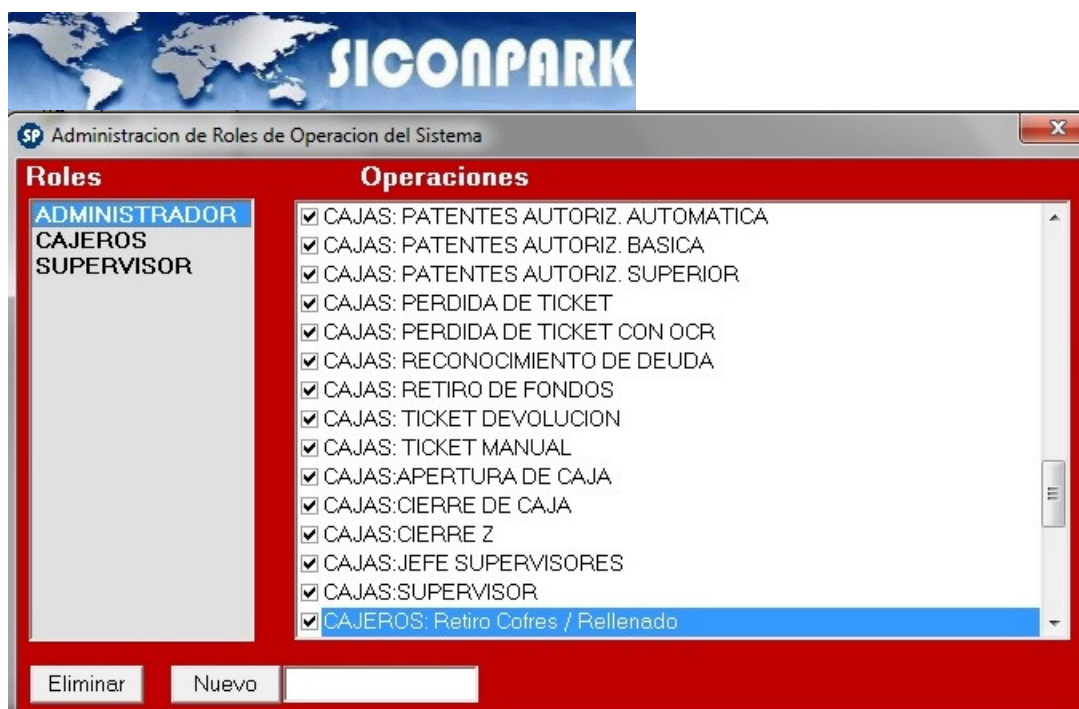 SICONPARK
SP Administracion de Roles de Operacion del Sistema
Roles
Operaciones
ADMINISTRADOR
CAJEROS
SUPERVISOR
CAJAS: PATENTES AUTORIZ. AUTOMATICA
CAJAS: PATENTES AUTORIZ. BASICA
CAJAS: PATENTES AUTORIZ. SUPERIOR
CAJAS: PERDIDA DE TICKET
CAJAS: PERDIDA DE TICKET CON OCR
CAJAS: RECONOCIMIENTO DE DEUDA
CAJAS: RETIRO DE FONDOS
CAJAS: TICKET DEVOLUCION
CAJAS: TICKET MANUAL
CAJAS:APERTURA DE CAJA
CAJAS:CIERRE DE CAJA
CAJAS:CIERRE Z
CAJAS:JEFE SUPERVISORES
CAJAS:SUPERVISOR
CAJEROS: Retiro Cofres / Rellenado
Eliminar
Nuevo